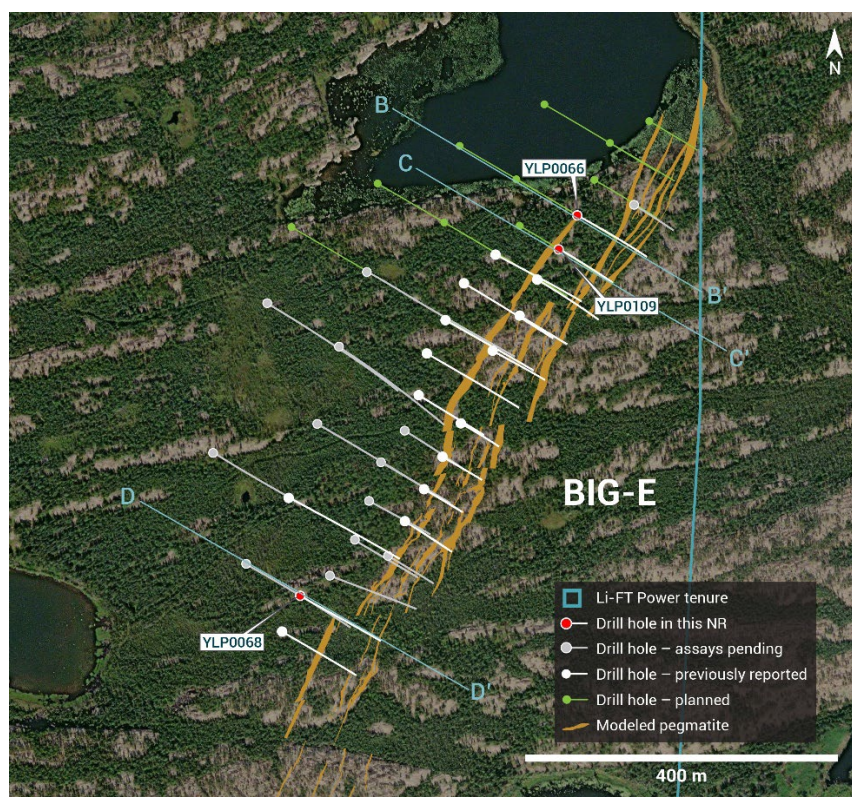 N
B
YLP0066
C
YLP0109
B'
C'
BIG-E
D
YLP0068
D'
Li-FT Power tenure
Drill hole in this NR
Drill hole – assays pending
Drill hole – previously reported
Drill hole – planned
Modeled pegmatite
400 m